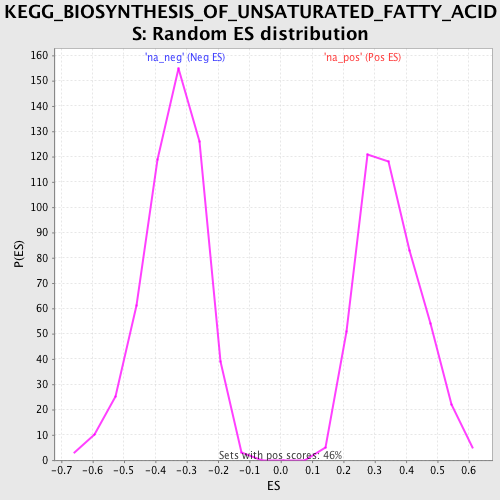 KEGG_BIOSYNTHESIS_OF_UNSATURATED_FATTY_ACID
S: Random ES distribution
'na_neg' (Neg ES) 'na_pos' (Pos ES)
160
150
140
130
120
110
100
90
80
70
60
50
40
30
20
10
0
P(ES)
Sets with pos scores: 46%
-0.7 -0.6 -0.5 -0.4 -0.3 -0.2 -0.1 0.0 0.1 0.2 0.3 0.4 0.5 0.6
ES